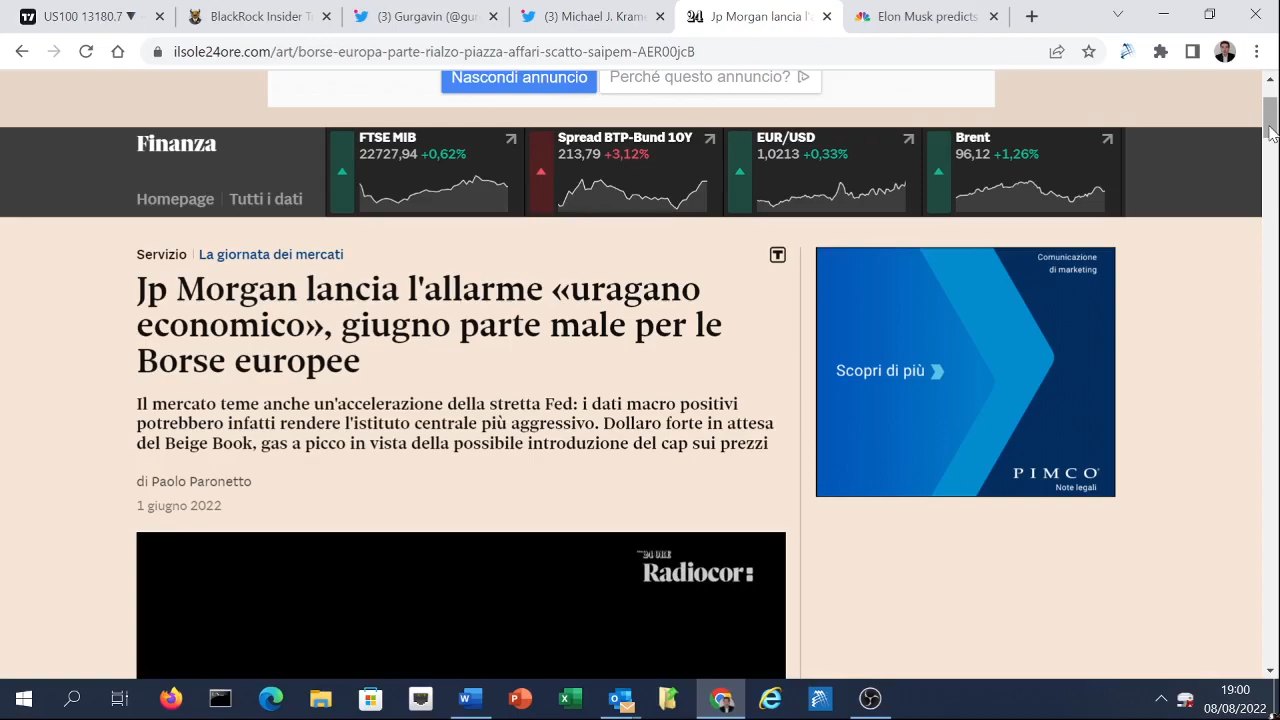 US100 13180.7 ▼
BlackRock Insider T
(3) Gurgavin (@gur
(3) Michael J. Krame
Jp Morgan lancia l'a
Elon Musk predicts
ilsole24ore.com/art/borse-europa-parte-rialzo-piazza-affari-scatto-saipem-AER00jcB
Nascondi annuncio
Perché questo annuncio?
Finanza
Homepage
Tutti i dati
FTSE MIB
22727,94 +0,62%
Spread BTP-Bund 10Y
213,79 +3,12%
EUR/USD
1,0213 +0,33%
Brent
96,12 +1,26%
Servizio
La giornata dei mercati
T
Jp Morgan lancia l'allarme «uragano
economico», giugno parte male per le
Borse europee
Il mercato teme anche un'accelerazione della stretta Fed: i dati macro positivi
potrebbero infatti rendere l'istituto centrale più aggressivo. Dollaro forte in attesa
del Beige Book, gas a picco in vista della possibile introduzione del cap sui prezzi
di Paolo Paronetto
1 giugno 2022
24 ORE
Radiocor:
Comunicazione
di marketing
Scopri di più
PIMCO
Note legali
19:00
08/08/2022